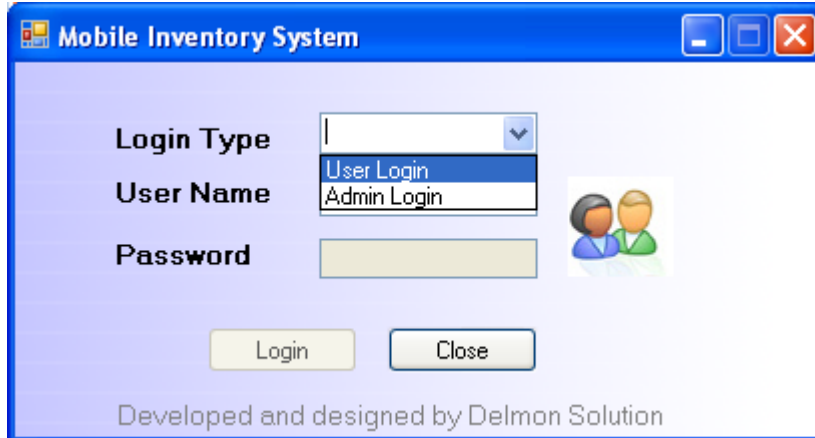 Mobile Inventory System
Login Type
User Login
Admin Login
User Name
Password
Login
Close
Developed and designed by Delmon Solution